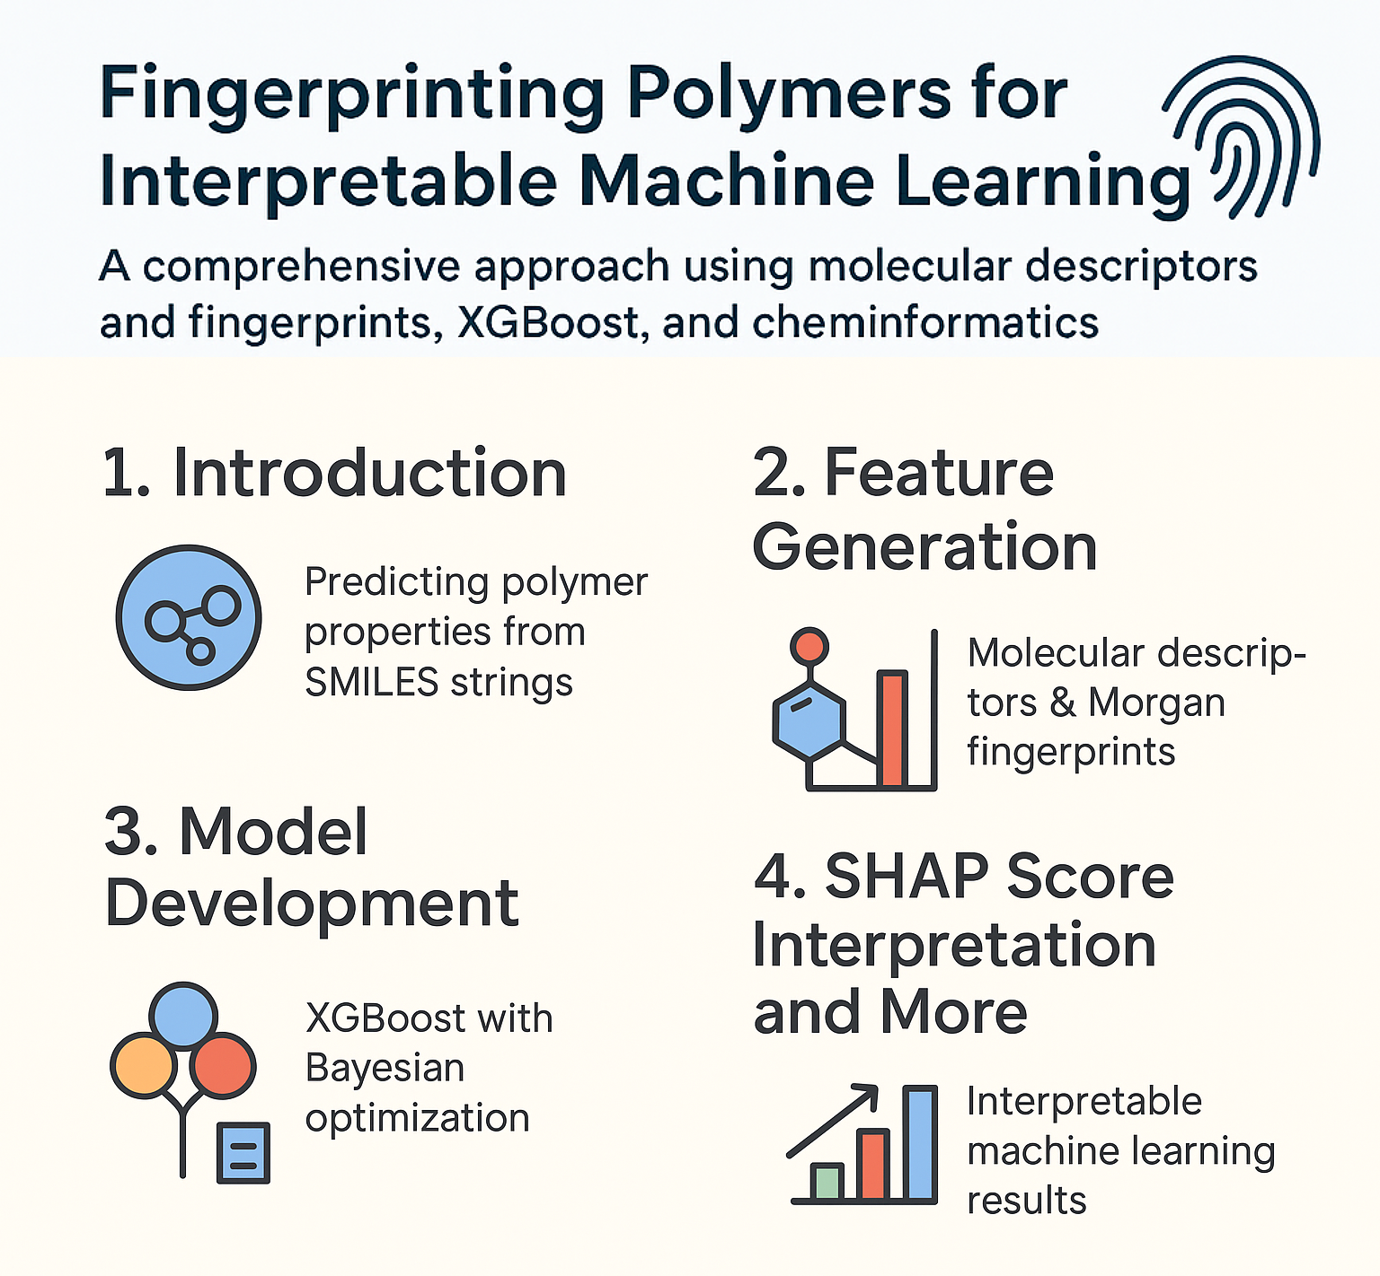 Fingerprinting Polymers for
Interpretable Machine Learning
A comprehensive approach using molecular descriptors
and fingerprints, XGBoost, and cheminformatics
1. Introduction
Predicting polymer
properties from
SMILES strings
2. Feature
Generation
Molecular descrip-
tors & Morgan
fingerprints
3. Model
Development
XGBoost with
Bayesian
optimization
4. SHAP Score
Interpretation
and More
Interpretable
machine learning
results